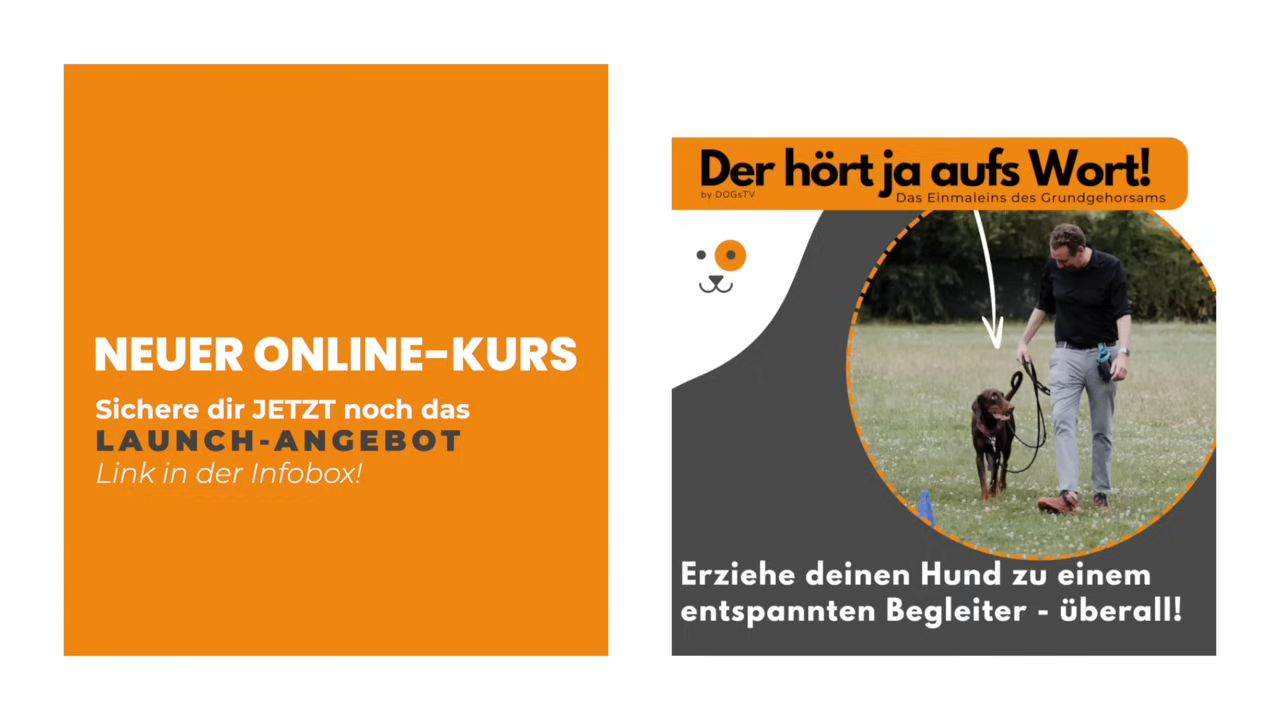 NEUER ONLINE-KURS
Sichere dir JETZT noch das
LAUNCH-ANGEBOT
Link in der Infobox!
Der hört ja aufs Wort!
by DOGsTV
Das Einmaleins des Grundgehorsams
Erziehe deinen Hund zu einem
entspannten Begleiter - überall!